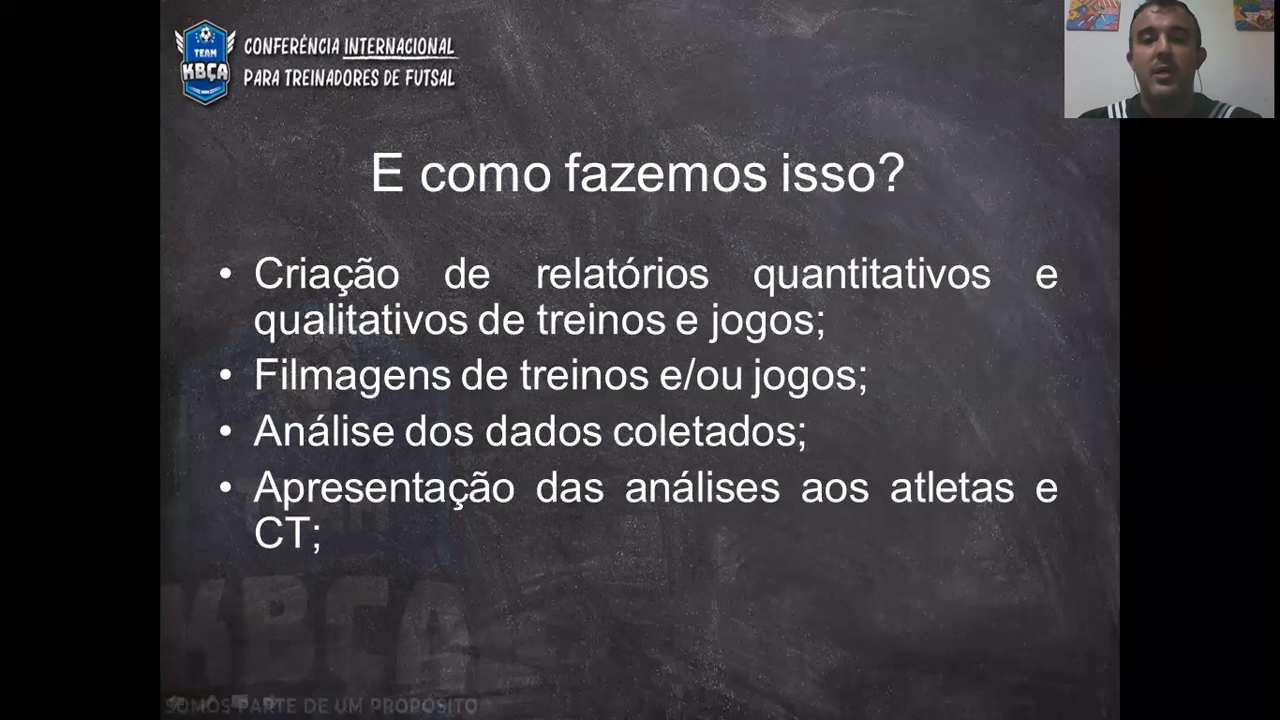 TEAM
KBÇA
CONFERÊNCIA INTERNACIONAL
PARA TREINADORES DE FUTSAL
E como fazemos isso?
• Criação de relatórios quantitativos e
qualitativos de treinos e jogos;
• Filmagens de treinos e/ou jogos;
• Análise dos dados coletados;
• Apresentação das análises aos atletas e
CT;
TEAM
KBÇA
SOMOS PARTE DE UM PROPÓSITO